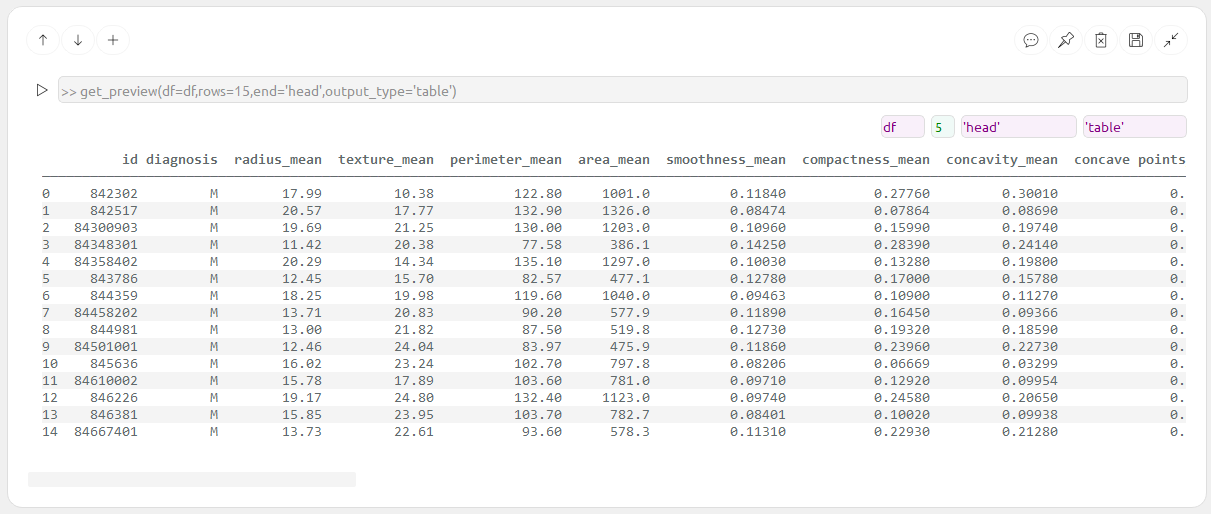 >> get_preview(df=df,rows=15,end='head',output_type='table')
df 5 'head' 'table'
id diagnosis radius_mean texture_mean perimeter_mean area_mean smoothness_mean compactness_mean concavity_mean concave points
0 842302 M 17.99 10.38 122.80 1001.0 0.11840 0.27760 0.30010 0.
1 842517 M 20.57 17.77 132.90 1326.0 0.08474 0.07864 0.08690 0.
2 84300903 M 19.69 21.25 130.00 1203.0 0.10960 0.15990 0.19740 0.
3 84348301 M 11.42 20.38 77.58 386.1 0.14250 0.28390 0.24140 0.
4 84358402 M 20.29 14.34 135.10 1297.0 0.10030 0.13280 0.19800 0.
5 843786 M 12.45 15.70 82.57 477.1 0.12780 0.17000 0.15780 0.
6 844359 M 18.25 19.98 119.60 1040.0 0.09463 0.10900 0.11270 0.
7 84458202 M 13.71 20.83 90.20 577.9 0.11890 0.16450 0.09366 0.
8 844981 M 13.00 21.82 87.50 519.8 0.12730 0.19320 0.18590 0.
9 84501001 M 12.46 24.04 83.97 475.9 0.11860 0.23960 0.22730 0.
10 845636 M 16.02 23.24 102.70 797.8 0.08206 0.06669 0.03299 0.
11 84610002 M 15.78 17.89 103.60 781.0 0.09710 0.12920 0.09954 0.
12 846226 M 19.17 24.80 132.40 1123.0 0.09740 0.24580 0.20650 0.
13 846381 M 15.85 23.95 103.70 782.7 0.08401 0.10020 0.09938 0.
14 84667401 M 13.73 22.61 93.60 578.3 0.11310 0.22930 0.21280 0.